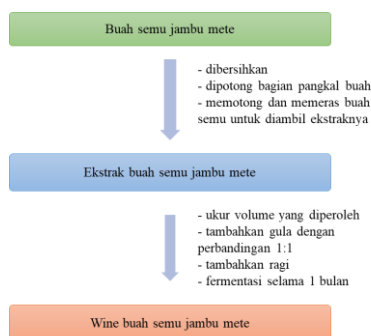 Buah semu jambu mete
- dibersihkan
- dipotong bagian pangkal buah
- memotong dan memeras buah
semu untuk diambil ekstraknya
Ekstrak buah semu jambu mete
- ukur volume yang diperoleh
- tambahkan gula dengan
perbandingan 1:1
- tambahkan ragi
- fermentasi selama 1 bulan
Wine buah semu jambu mete